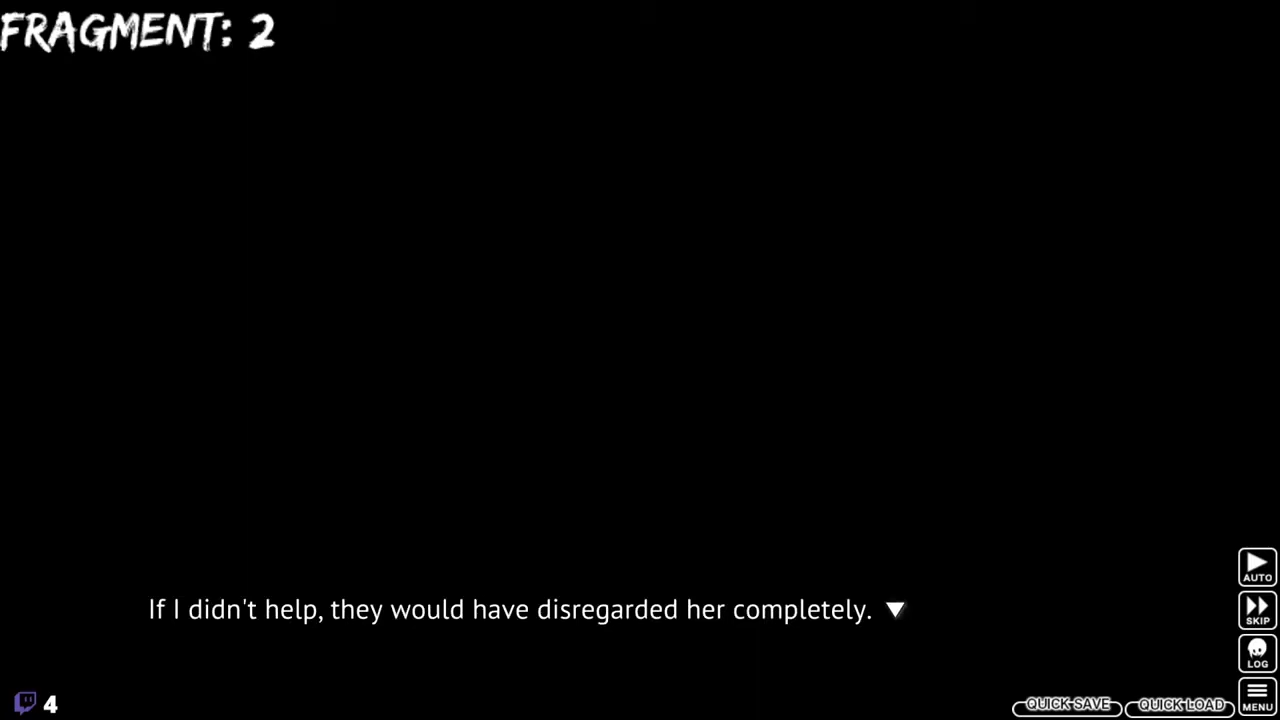 FRAGMENT: 2
AUTO
SKIP
If I didn't help, they would have disregarded her completely.
LOG
4
QUICK SAVE
QUICK LOAD
MENU